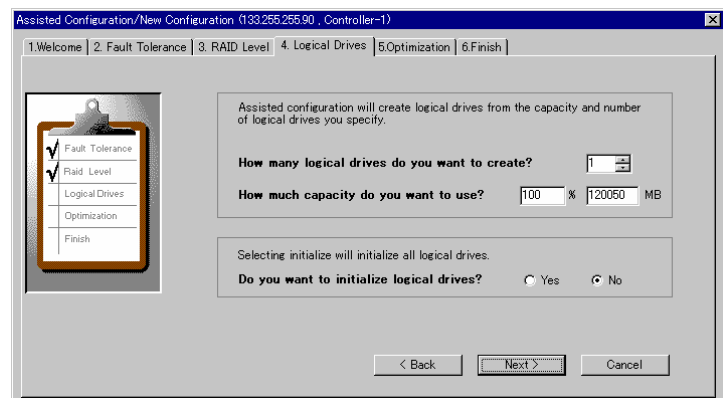 Assisted Configuration/New Configuration (133.255.255.90 , Controller-1)
1.Welcome 2. Fault Tolerance 3. RAID Level 4. Logical Drives 5.Optimization 6.Finish
Assisted configuration will create logical drives from the capacity and number
of logical drives you specify.
Fault Tolerance
Raid Level
Logical Drives
Optimization
Finish
How many logical drives do you want to create? 1
How much capacity do you want to use? 100 % 120050 MB
Selecting initialize will initialize all logical drives.
Do you want to initialize logical drives? Yes No
< Back Next > Cancel